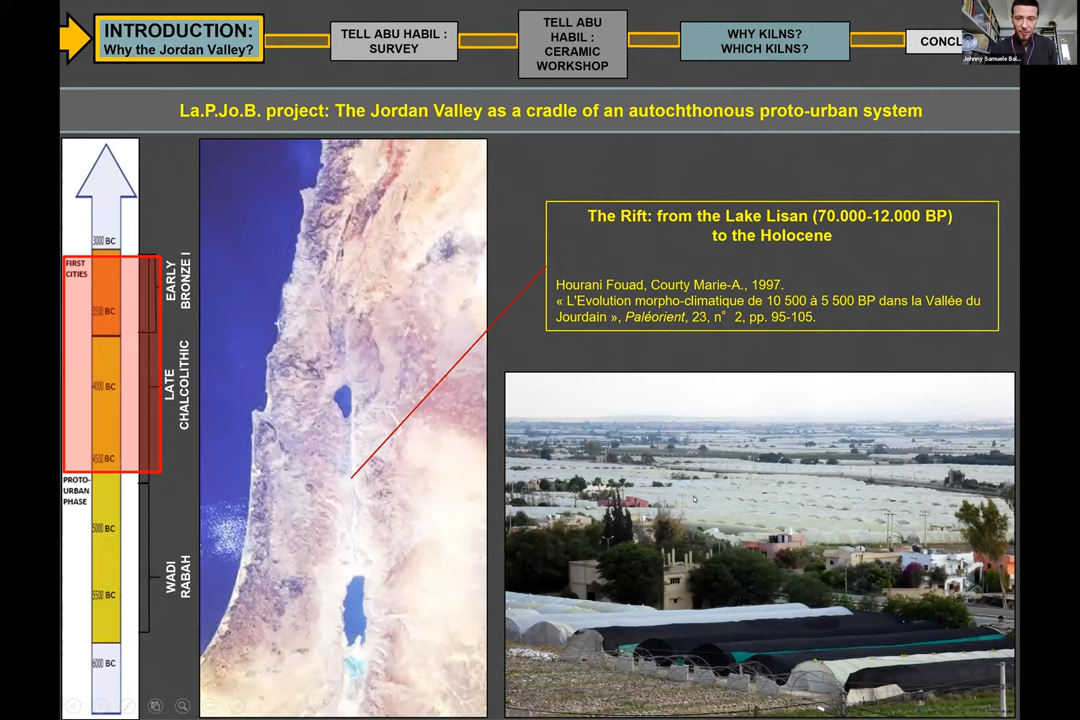 INTRODUCTION:
Why the Jordan Valley?
TELL ABU HABIL :
SURVEY
TELL ABU
HABIL :
CERAMIC
WORKSHOP
WHY KILNS?
WHICH KILNS?
CONCL
Johnny Samuele Bal...
La.P.Jo.B. project: The Jordan Valley as a cradle of an autochthonous proto-urban system
3000 BC
FIRST
CITIES
3500 BC
EARLY
BRONZE I
4000 BC
LATE
CHALCOLITHIC
4500 BC
PROTO-
URBAN
PHASE
5000 BC
WADI
RABAH
5500 BC
6000 BC
The Rift: from the Lake Lisan (70.000-12.000 BP)
to the Holocene
Hourani Fouad, Courty Marie-A., 1997.
« L'Evolution morpho-climatique de 10 500 à 5 500 BP dans la Vallée du
Jourdain », Paléorient, 23, n° 2, pp. 95-105.